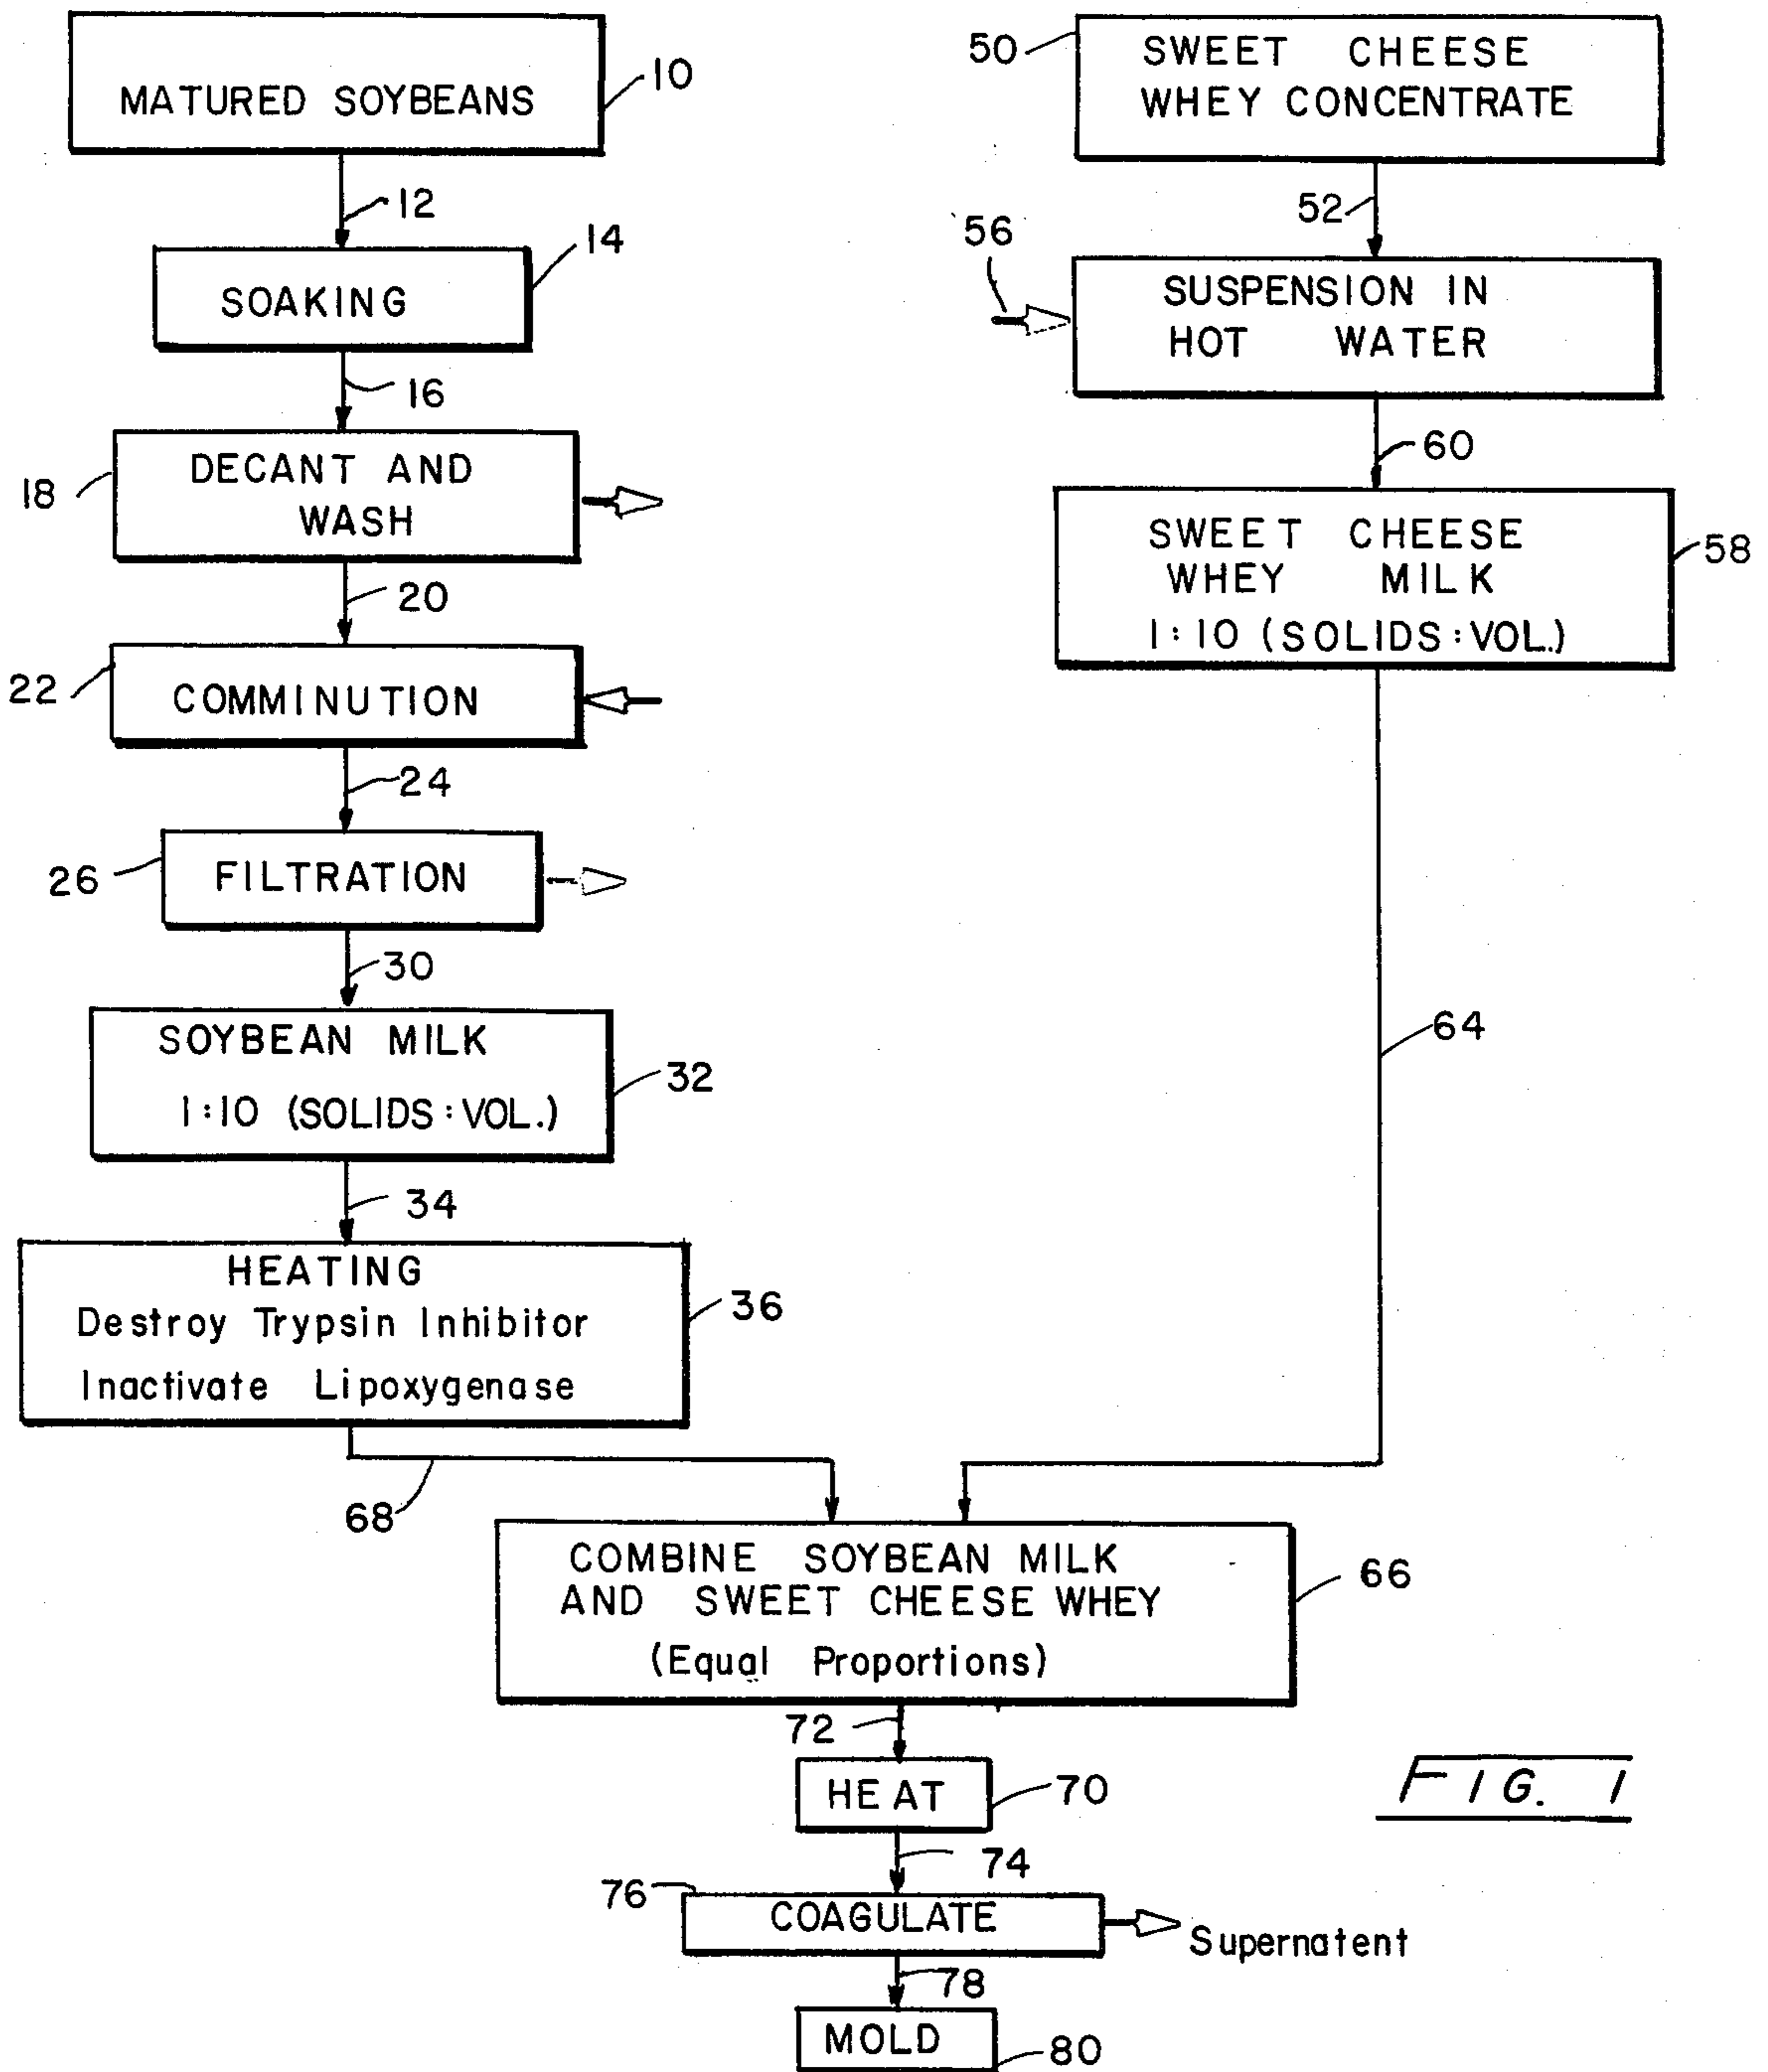 MATURED SOYBEANS
10
12
SOAKING
14
16
DECANT AND
WASH
18
20
COMMINUTION
22
24
FILTRATION
26
30
SOYBEAN MILK
1:10 (SOLIDS:VOL.)
32
34
HEATING
Destroy Trypsin Inhibitor
Inactivate Lipoxygenase
36
68
50
SWEET CHEESE
WHEY CONCENTRATE
52
56
SUSPENSION IN
HOT WATER
60
SWEET CHEESE
WHEY MILK
1:10 (SOLIDS:VOL.)
58
64
COMBINE SOYBEAN MILK
AND SWEET CHEESE WHEY
(Equal Proportions)
66
72
HEAT
70
74
76
COAGULATE
Supernatent
78
MOLD
80
FIG. 1